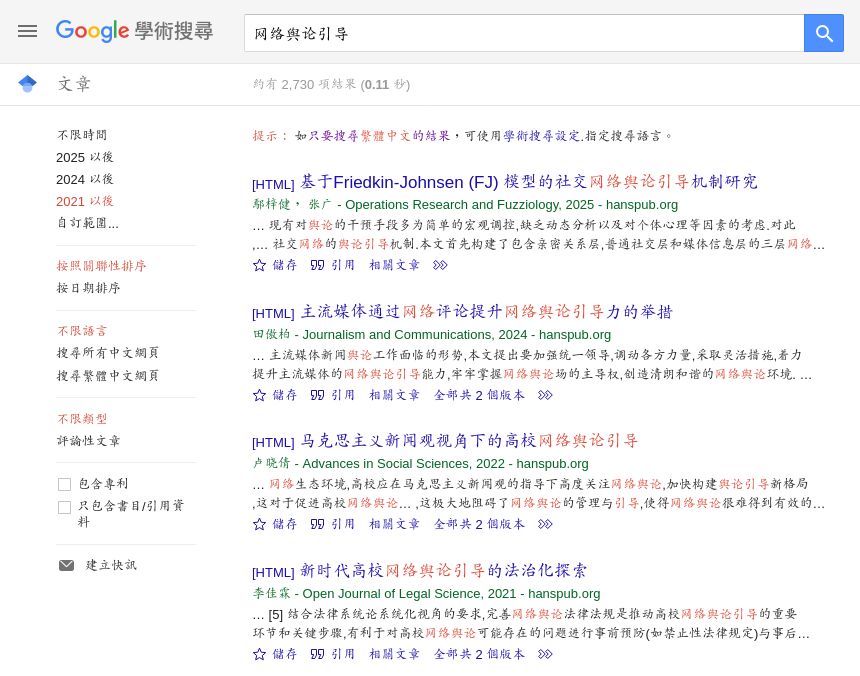 Google 學術搜尋
网络舆论引导
文章
約有 2,730 項結果 (0.11 秒)
不限時間
2025 以後
2024 以後
2021 以後
自訂範圍...
按照關聯性排序
按日期排序
不限語言
搜尋所有中文網頁
搜尋繁體中文網頁
不限類型
評論性文章
包含專利
只包含書目/引用資
料
建立快訊
提示： 如只要搜尋繁體中文的結果，可使用學術搜尋設定.指定搜尋語言。
[HTML] 基于Friedkin-Johnsen (FJ) 模型的社交网络舆论引导机制研究
鄢梓健， 张广 - Operations Research and Fuzziology, 2025 - hanspub.org
… 现有对舆论的干预手段多为简单的宏观调控,缺乏动态分析以及对个体心理等因素的考虑.对此
,… 社交网络的舆论引导机制.本文首先构建了包含亲密关系层,普通社交层和媒体信息层的三层网络…
儲存 引用 相關文章
[HTML] 主流媒体通过网络评论提升网络舆论引导力的举措
田傲柏 - Journalism and Communications, 2024 - hanspub.org
… 主流媒体新闻舆论工作面临的形势,本文提出要加强统一领导,调动各方力量,采取灵活措施,着力
提升主流媒体的网络舆论引导能力,牢牢掌握网络舆论场的主导权,创造清朗和谐的网络舆论环境. …
儲存 引用 相關文章 全部共 2 個版本
[HTML] 马克思主义新闻观视角下的高校网络舆论引导
卢晓倩 - Advances in Social Sciences, 2022 - hanspub.org
… 网络生态环境,高校应在马克思主义新闻观的指导下高度关注网络舆论,加快构建舆论引导新格局
,这对于促进高校网络舆论… ,这极大地阻碍了网络舆论的管理与引导,使得网络舆论很难得到有效的…
儲存 引用 相關文章 全部共 2 個版本
[HTML] 新时代高校网络舆论引导的法治化探索
李佳霖 - Open Journal of Legal Science, 2021 - hanspub.org
… [5] 结合法律系统论系统化视角的要求,完善网络舆论法律法规是推动高校网络舆论引导的重要
环节和关键步骤,有利于对高校网络舆论可能存在的问题进行事前预防(如禁止性法律规定)与事后…
儲存 引用 相關文章 全部共 2 個版本